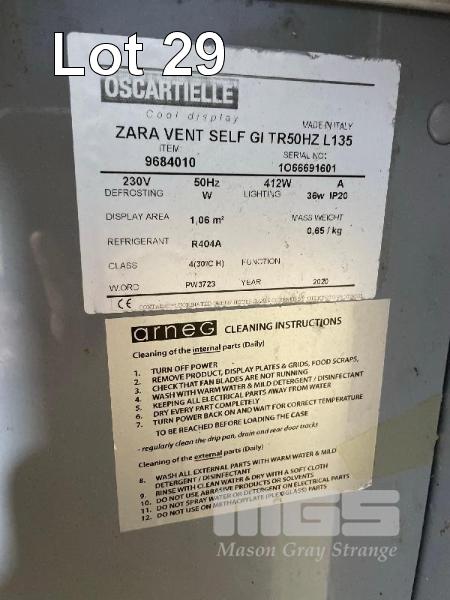 Lot 29
OSCARTIELLE
Cool display
MADE IN ITALY
ZARA VENT SELF GI TR50HZ L135
ITEM: SERIAL NO:
9684010 1O66691601
230V 50Hz 412W A
DEFROSTING W LIGHTING 36w IP20
DISPLAY AREA 1,06 m² MASS WEIGHT
0,65 / kg
REFRIGERANT R404A
CLASS 4(30°C H) FUNCTION
W.ORD PW3723 YEAR 2020
CE
arneG CLEANING INSTRUCTIONS
Cleaning of the internal parts (Daily)
1. TURN OFF POWER
2. REMOVE PRODUCT, DISPLAY PLATES & GRIDS, FOOD SCRAPS,
3. CHECK THAT FAN BLADES ARE NOT RUNNING
4. WASH WITH WARM WATER & MILD DETERGENT / DISINFECTANT
5. KEEPING ALL ELECTRICAL PARTS AWAY FROM WATER
6. DRY EVERY PART COMPLETELY
7. TURN POWER BACK ON AND WAIT FOR CORRECT TEMPERATURE
TO BE REACHED BEFORE LOADING THE CASE
- regularly clean the drip pan, drain and rear door tracks
Cleaning of the external parts (Daily)
8. WASH ALL EXTERNAL PARTS WITH WARM WATER & MILD
DETERGENT / DISINFECTANT
9. RINSE WITH CLEAN WATER & DRY WITH A SOFT CLOTH
10. DO NOT USE ABRASIVE PRODUCTS OR SOLVENTS
11. DO NOT SPRAY WATER OR DETERGENT ON ELECTRICAL PARTS
12. DO NOT USE ON METHACRYLATE (PLEXIGLASS) PARTS
MGS
Mason Gray Strange